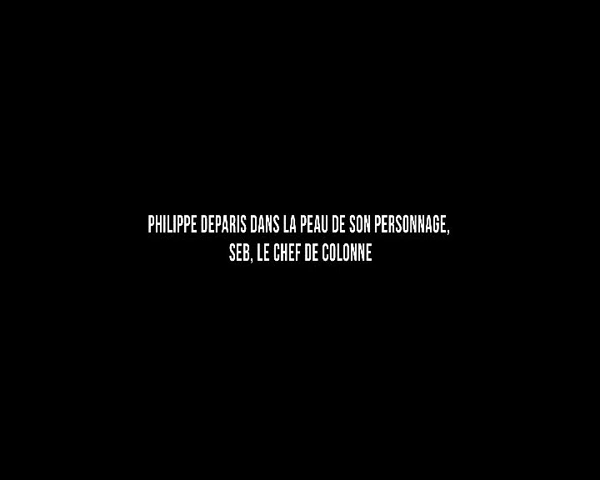 PHILIPPE DEPARIS DANS LA PEAU DE SON PERSONNAGE,
SEB, LE CHEF DE COLONNE